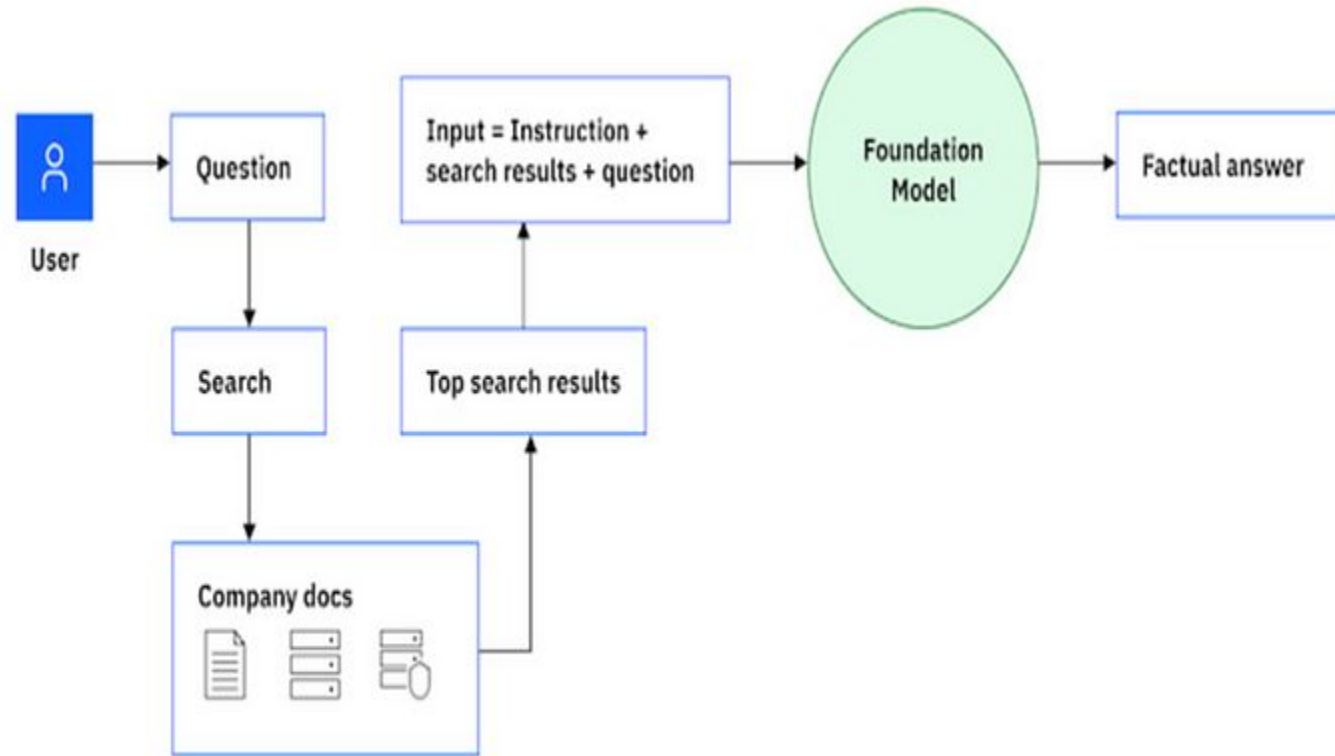 User
Question
Search
Company docs
Top search results
Input = Instruction +
search results + question
Foundation
Model
Factual answer